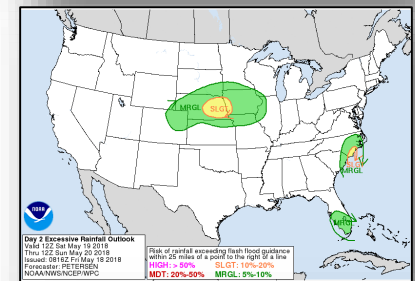 MRGL
SLGT
SLGT
MRGL
MRGL
NOAA
Day 2 Excessive Rainfall Outlook
Valid 12Z Sat May 19 2018
Thru 12Z Sun May 20 2018
Issued: 0816Z Fri May 18 2018
Forecaster: PETERSEN
NOAA/NWS/NCEP/WPC
Risk of rainfall exceeding flash flood guidance
within 25 miles of a point to the right of a line
HIGH: > 50% SLGT: 10%-20%
MDT: 20%-50% MRGL: 5%-10%